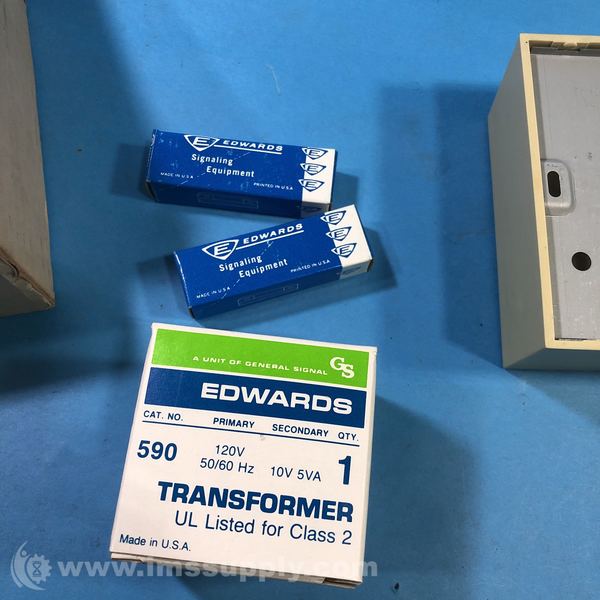 E EDWARDS
Signaling
Equipment
MADE IN U.S.A.
PRINTED IN U.S.A.
E
E
E
E EDWARDS
Signaling
Equipment
MADE IN U.S.A.
PRINTED IN U.S.A.
E
E
E
A UNIT OF GENERAL SIGNAL GS
EDWARDS
CAT. NO. PRIMARY SECONDARY QTY.
590 120V 50/60 Hz 10V 5VA 1
TRANSFORMER
UL Listed for Class 2
Made in U.S.A.
www.imssupply.com